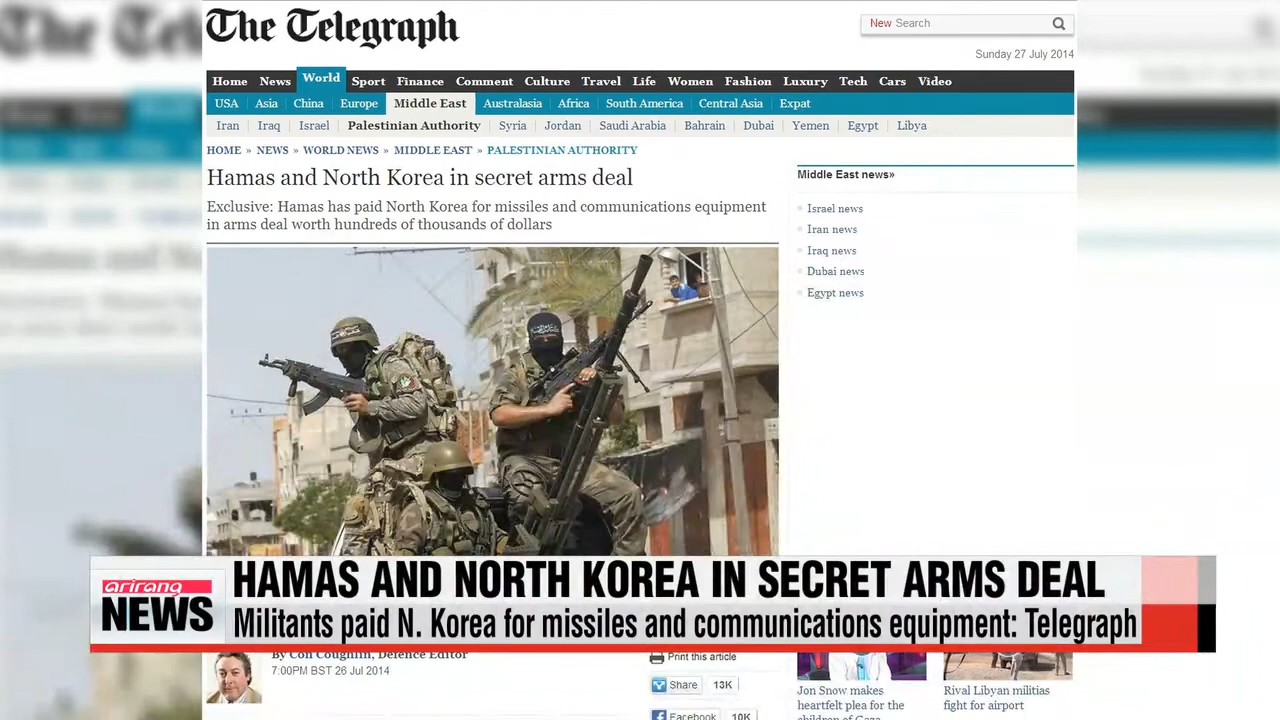 The Telegraph
New Search
Sunday 27 July 2014
Home News World Sport Finance Comment Culture Travel Life Women Fashion Luxury Tech Cars Video
USA Asia China Europe Middle East Australasia Africa South America Central Asia Expat
Iran Iraq Israel Palestinian Authority Syria Jordan Saudi Arabia Bahrain Dubai Yemen Egypt Libya
HOME » NEWS » WORLD NEWS » MIDDLE EAST » PALESTINIAN AUTHORITY
Hamas and North Korea in secret arms deal
Exclusive: Hamas has paid North Korea for missiles and communications equipment
in arms deal worth hundreds of thousands of dollars
Middle East news»
Israel news
Iran news
Iraq news
Dubai news
Egypt news
arirang
NEWS
HAMAS AND NORTH KOREA IN SECRET ARMS DEAL
Militants paid N. Korea for missiles and communications equipment: Telegraph
By Con Coughlin, Defence Editor
7:00PM BST 26 Jul 2014
Print this article
Share 13K
Facebook 10K
Jon Snow makes
heartfelt plea for the
children of Gaza
Rival Libyan militias
fight for airport